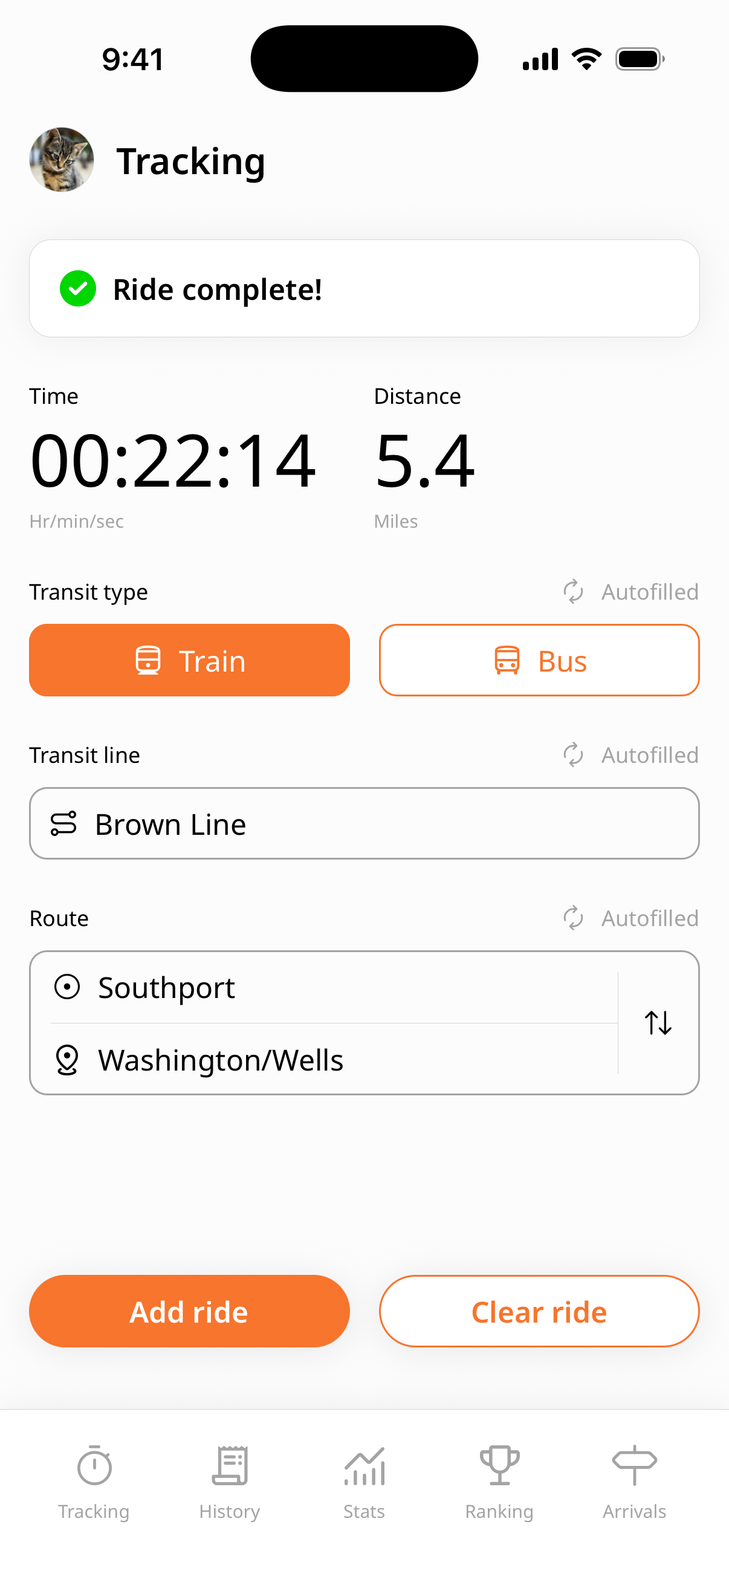 9:41
Tracking
Ride complete!
Time
Distance
00:22:14
5.4
Hr/min/sec
Miles
Transit type
Autofilled
Train
Bus
Transit line
Autofilled
Brown Line
Route
Autofilled
Southport
Washington/Wells
Add ride
Clear ride
Tracking
History
Stats
Ranking
Arrivals